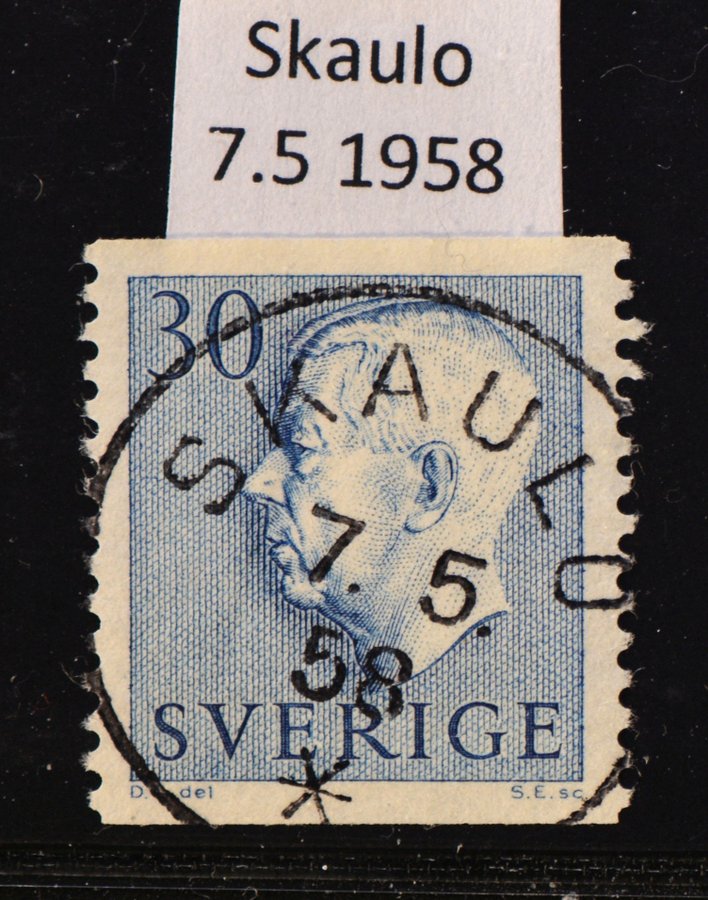 Skaulo
7.5 1958
30
SKAULO
7. 5.
58
SVERIGE
del S.E. sc.